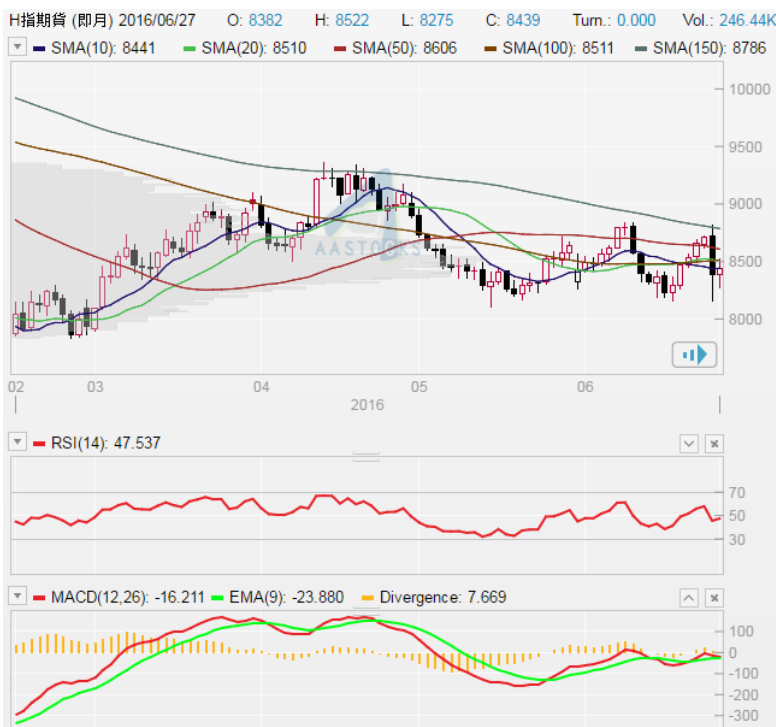 H指期貨 (即月) 2016/06/27 O: 8382 H: 8522 L: 8275 C: 8439 Turn.: 0.000 Vol.: 246.44K
SMA(10): 8441 SMA(20): 8510 SMA(50): 8606 SMA(100): 8511 SMA(150): 8786
10000
9500
9000
AASTOCKS
8500
8000
02 03 04 05 06
2016
RSI(14): 47.537
70
50
30
MACD(12,26): -16.211 EMA(9): -23.880 Divergence: 7.669
100
0
-100
-200
-300